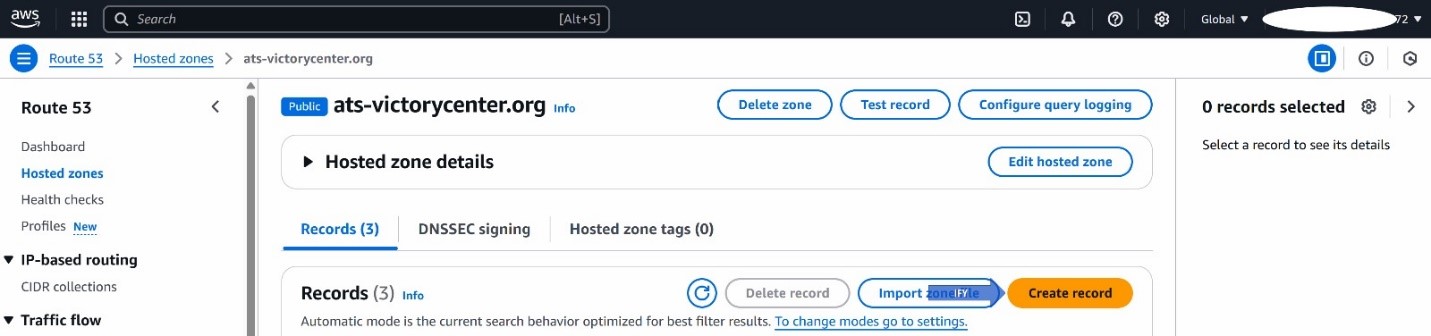 aws
Search
[Alt+S]
Global
72
Route 53
Hosted zones
ats-victorycenter.org
Route 53
Dashboard
Hosted zones
Health checks
Profiles New
IP-based routing
CIDR collections
Traffic flow
Public ats-victorycenter.org Info
Delete zone
Test record
Configure query logging
Hosted zone details
Edit hosted zone
Records (3)
DNSSEC signing
Hosted zone tags (0)
Records (3) Info
Delete record
Import
IFY
Create record
Automatic mode is the current search behavior optimized for best filter results. To change modes go to settings.
0 records selected
Select a record to see its details